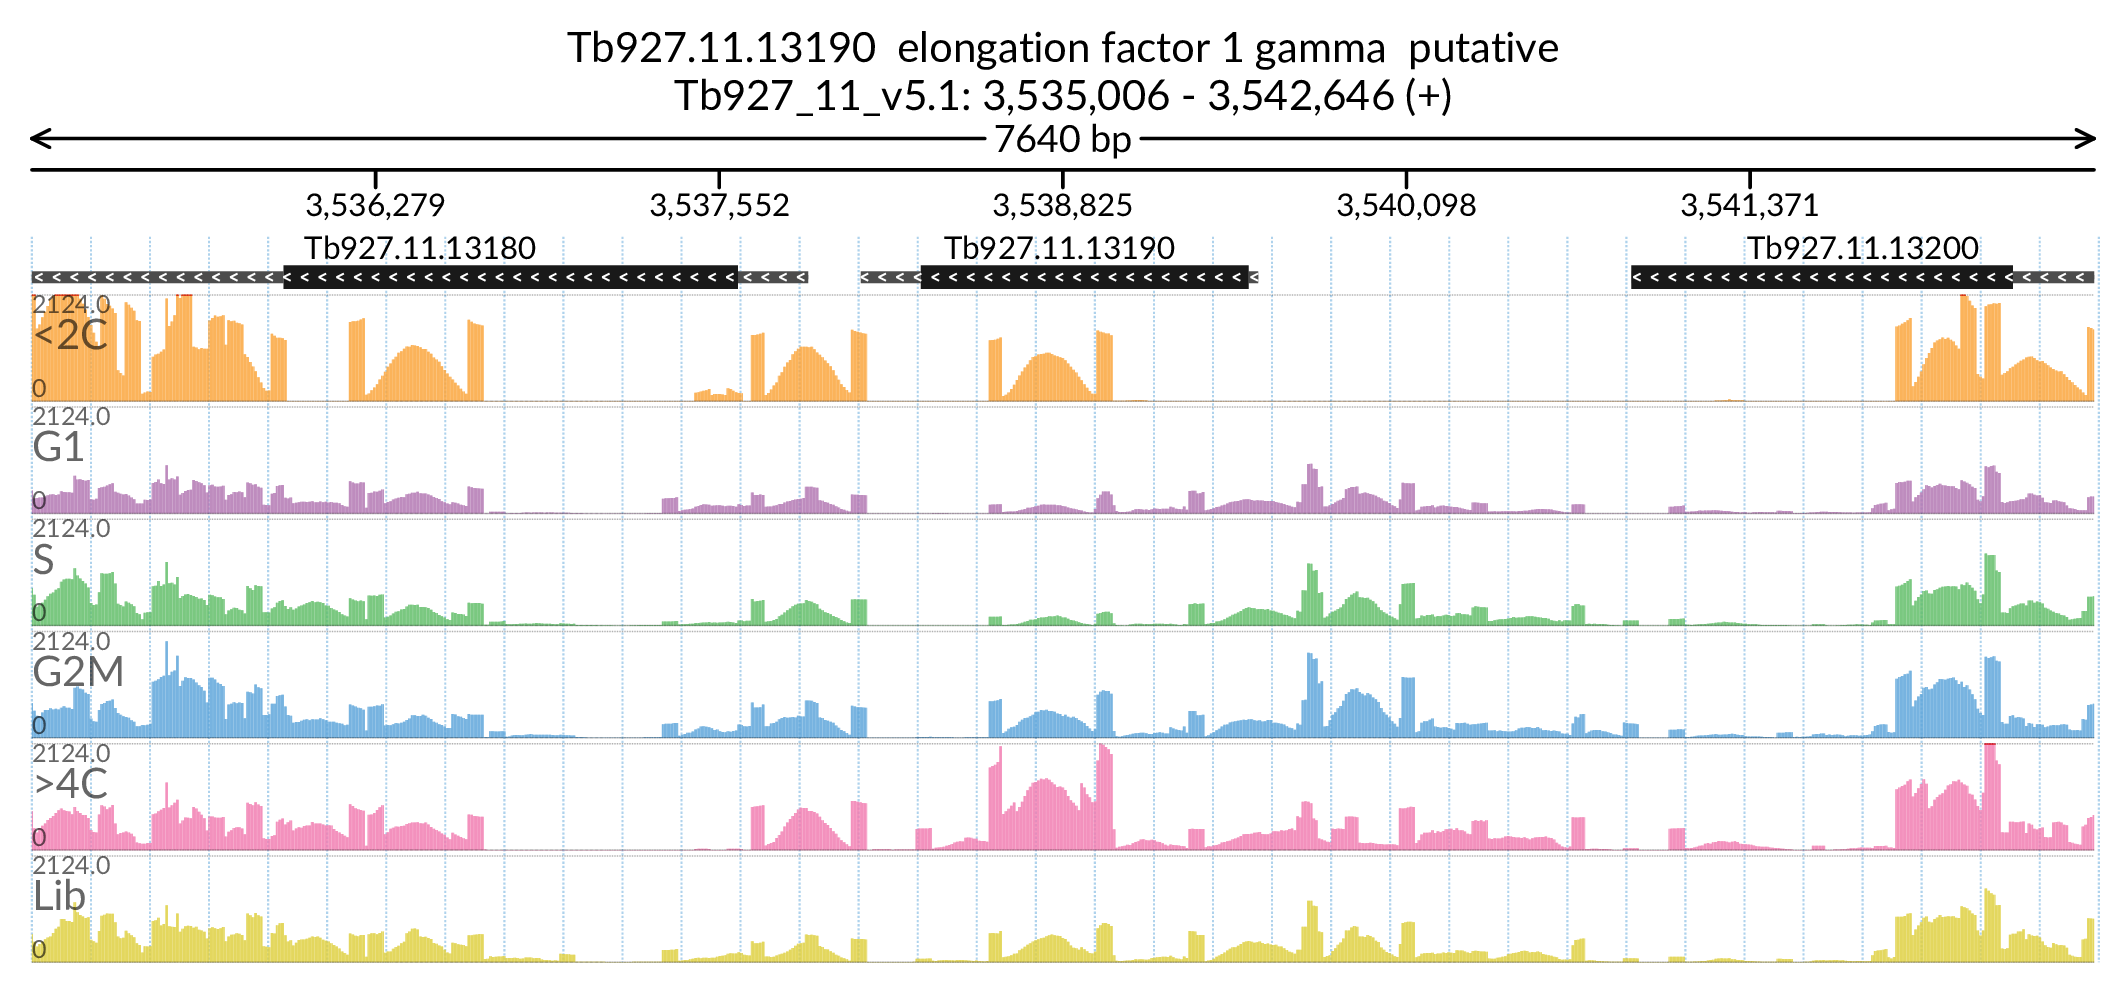 Tb927.11.13190 elongation factor 1 gamma putative
Tb927_11_v5.1: 3,535,006 - 3,542,646 (+)
7640 bp
3,536,279 3,537,552 3,538,825 3,540,098 3,541,371
Tb927.11.13180 Tb927.11.13190 Tb927.11.13200
2124.0
<2C
0
2124.0
G1
0
2124.0
S
0
2124.0
G2M
0
2124.0
>4C
0
2124.0
Lib
0